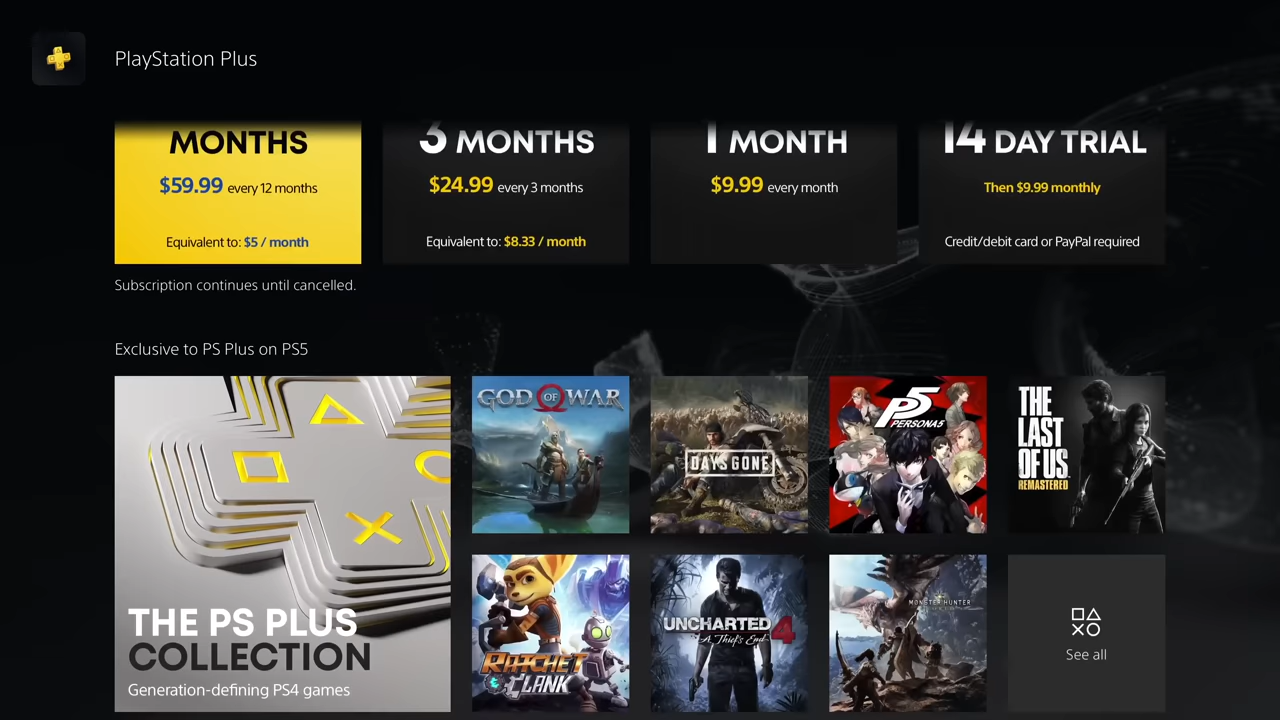 PlayStation Plus
MONTHS
3 MONTHS
1 MONTH
14 DAY TRIAL
$59.99 every 12 months
$24.99 every 3 months
$9.99 every month
Then $9.99 monthly
Equivalent to: $5 / month
Equivalent to: $8.33 / month
Credit/debit card or PayPal required
Subscription continues until cancelled.
Exclusive to PS Plus on PS5
THE PS PLUS
COLLECTION
Generation-defining PS4 games
GOD OF WAR
DAYS GONE
P5
PERSONA5
THE
LAST
OF US
REMASTERED
RATCHET
CLANK
UNCHARTED 4
A Thief's End
MONSTER HUNTER
See all